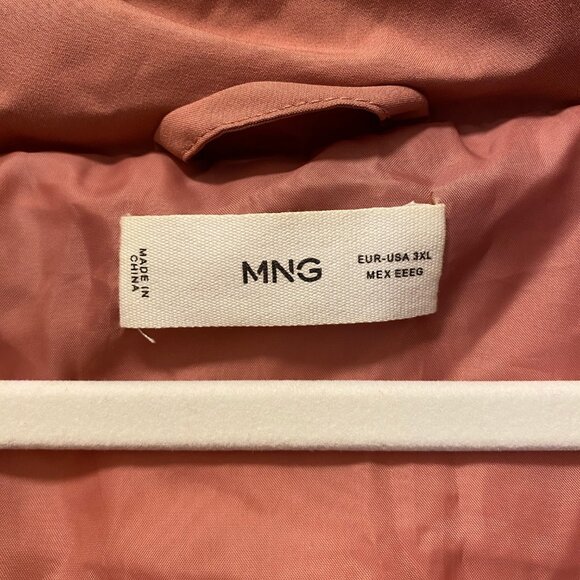 MADE IN
CHINA
MNG
EUR-USA 3XL
MEX EEEG